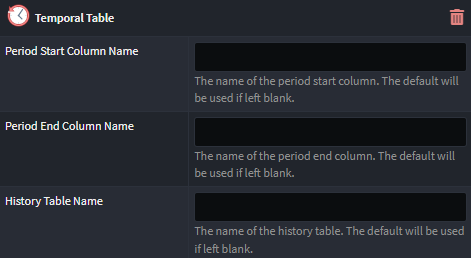 Temporal Table
Period Start Column Name
The name of the period start column. The default will
be used if left blank.
Period End Column Name
The name of the period end column. The default will
be used if left blank.
History Table Name
The name of the history table. The default will be used
if left blank.